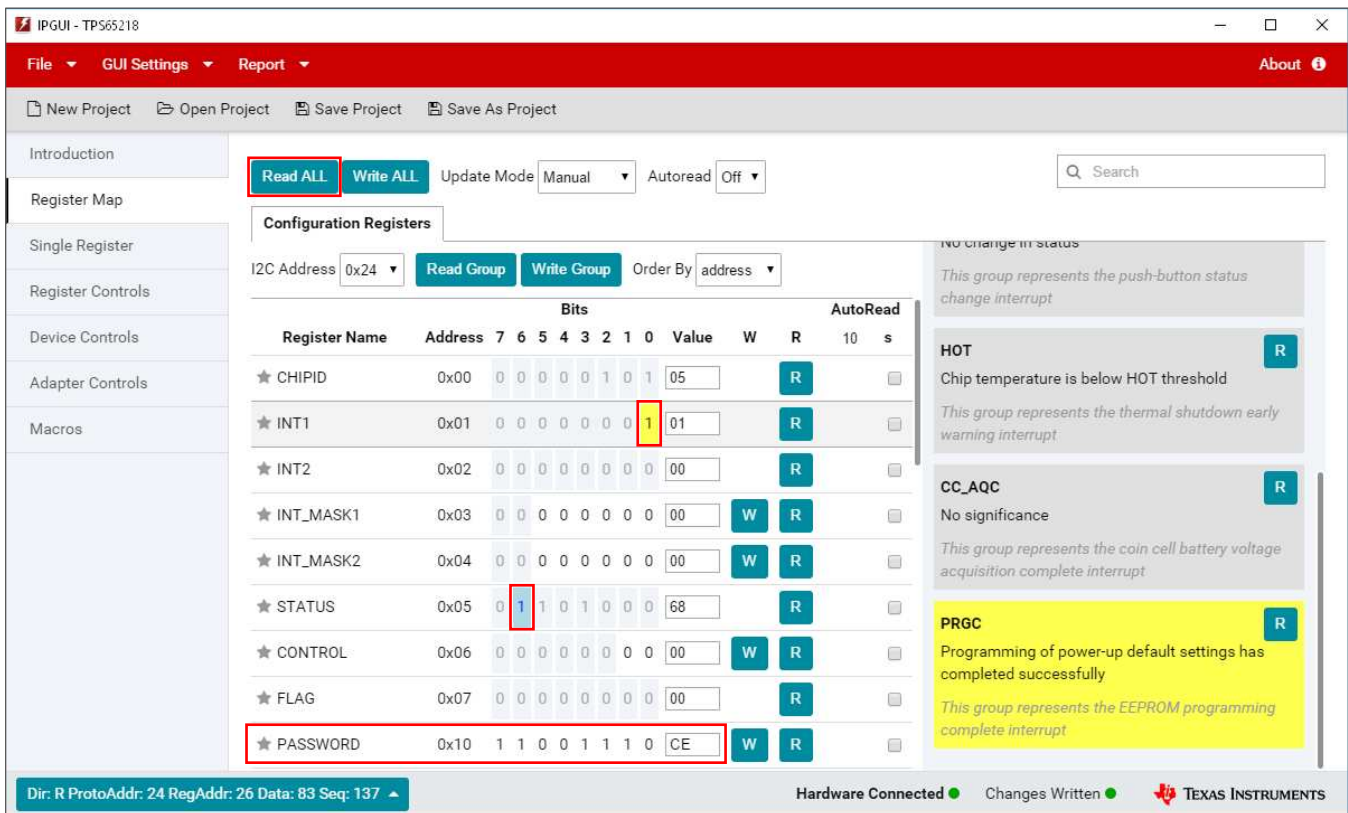 IPGUI - TPS65218
File GUI Settings Report About
New Project Open Project Save Project Save As Project
Introduction
Register Map
Single Register
Register Controls
Device Controls
Adapter Controls
Macros
Read ALL Write ALL Update Mode Manual Autoread Off Search
Configuration Registers
I2C Address 0x24 Read Group Write Group Order By address
Bits AutoRead
Register Name Address 7 6 5 4 3 2 1 0 Value W R 10 s
CHIPID 0x00 0 0 0 0 0 1 0 1 05 R
INT1 0x01 0 0 0 0 0 0 0 1 01 R
INT2 0x02 0 0 0 0 0 0 0 0 00 R
INT_MASK1 0x03 0 0 0 0 0 0 0 0 00 W R
INT_MASK2 0x04 0 0 0 0 0 0 0 0 00 W R
STATUS 0x05 0 1 1 0 1 0 0 0 68 R
CONTROL 0x06 0 0 0 0 0 0 0 0 00 W R
FLAG 0x07 0 0 0 0 0 0 0 0 00 R
PASSWORD 0x10 1 1 0 0 1 1 1 0 CE W R
No change in status
This group represents the push-button status
change interrupt
HOT R
Chip temperature is below HOT threshold
This group represents the thermal shutdown early
warning interrupt
CC_AQC R
No significance
This group represents the coin cell battery voltage
acquisition complete interrupt
PRGC R
Programming of power-up default settings has
completed successfully
This group represents the EEPROM programming
complete interrupt
Dir: R ProtoAddr: 24 RegAddr: 26 Data: 83 Seq: 137 Hardware Connected Changes Written TEXAS INSTRUMENTS